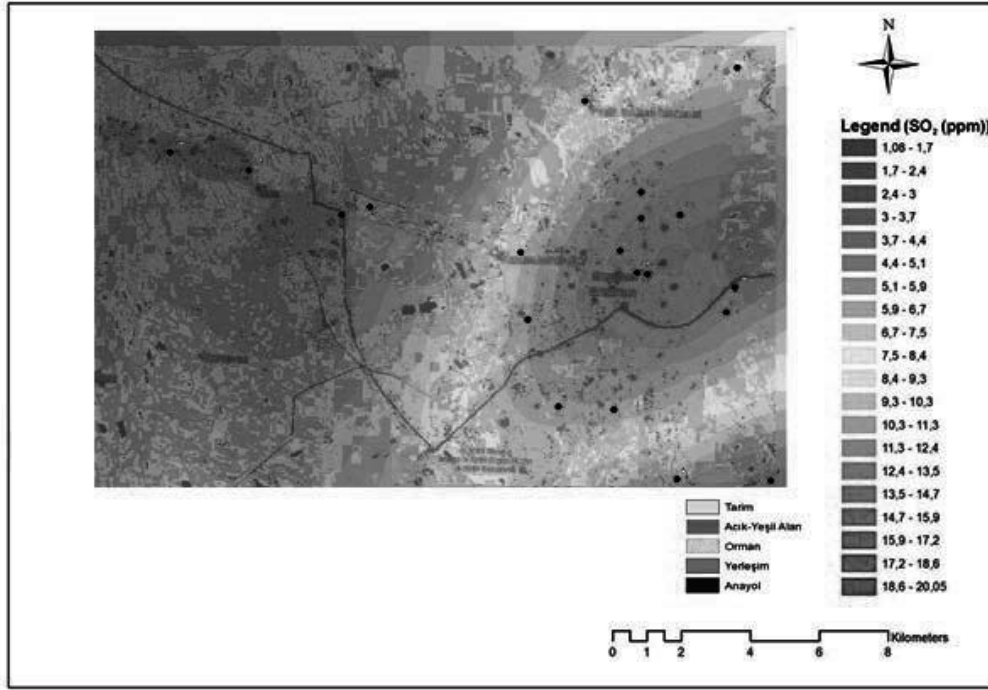 N
Legend (SO₂ (ppm))
1,08 - 1,7
1,7 - 2,4
2,4 - 3
3 - 3,7
3,7 - 4,4
4,4 - 5,1
5,1 - 5,9
5,9 - 6,7
6,7 - 7,5
7,5 - 8,4
8,4 - 9,3
9,3 - 10,3
10,3 - 11,3
11,3 - 12,4
12,4 - 13,5
13,5 - 14,7
14,7 - 15,9
15,9 - 17,2
17,2 - 18,6
18,6 - 20,05
Tarim
Acık-Yeşil Alan
Orman
Yerleşim
Anayol
Kilometers
0 1 2 4 6 8